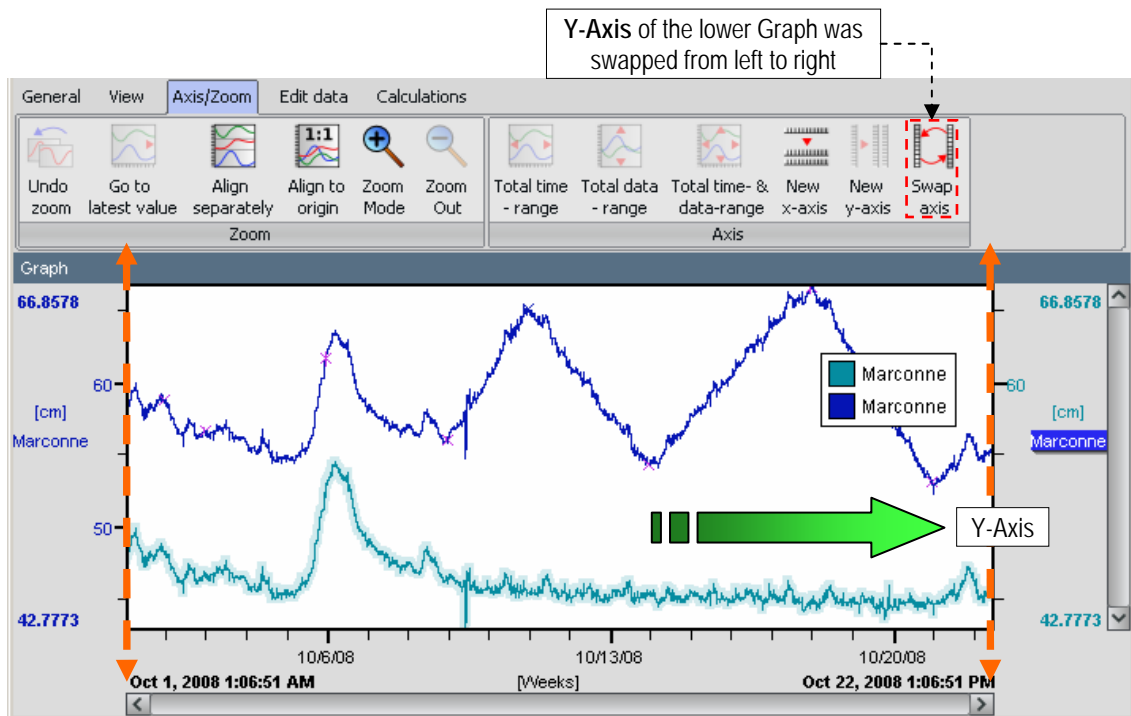 Y-Axis of the lower Graph was
swapped from left to right
General View Axis/Zoom Edit data Calculations
1:1
Undo zoom
Go to latest value
Align separately
Align to origin
Zoom Mode
Zoom Out
Total time - range
Total data - range
Total time- & data-range
New x-axis
New y-axis
Swap axis
Zoom
Axis
Graph
66.8578
60
[cm]
Marconne
50
42.7773
Marconne
Marconne
66.8578
60
[cm]
Marconne
Y-Axis
42.7773
10/6/08 10/13/08 10/20/08
Oct 1, 2008 1:06:51 AM [Weeks] Oct 22, 2008 1:06:51 PM